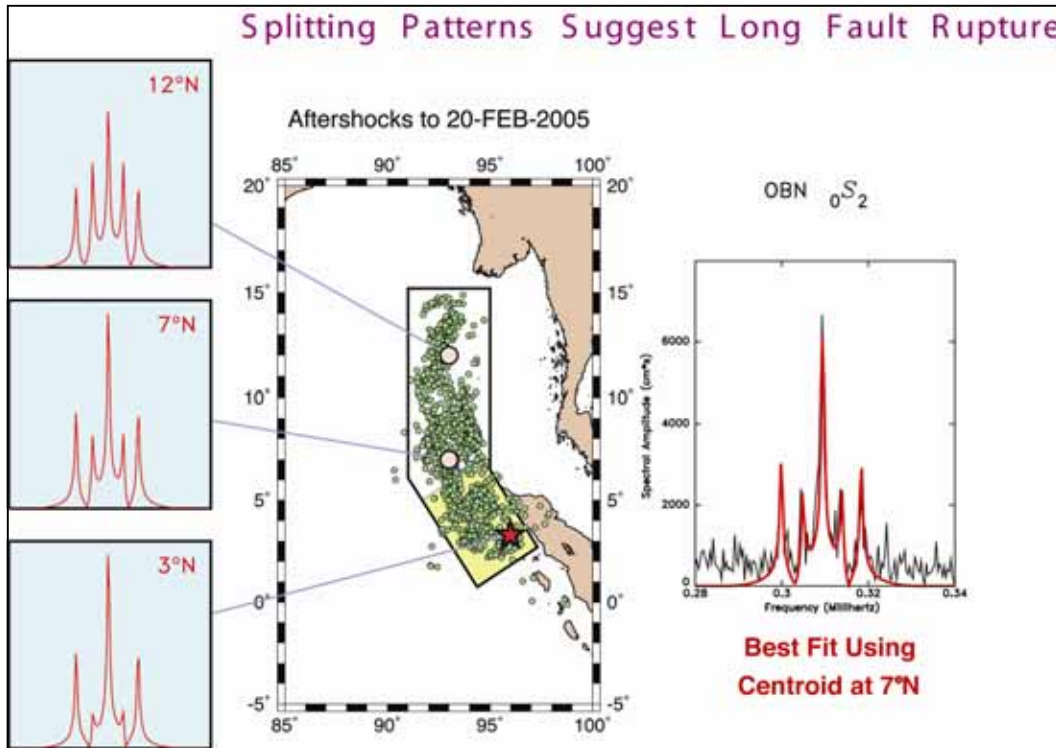 Splitting Patterns Suggest Long Fault Rupture
12°N
7°N
3°N
Aftershocks to 20-FEB-2005
85° 90° 95° 100°
20° 20°
15° 15°
10° 10°
5° 5°
0° 0°
-5° -5°
85° 90° 95° 100°
OBN 0S2
Spectral Amplitude (cm*s)
6000
4000
2000
0
0.28 0.3 0.32 0.34
Frequency (Millihertz)
Best Fit Using
Centroid at 7°N